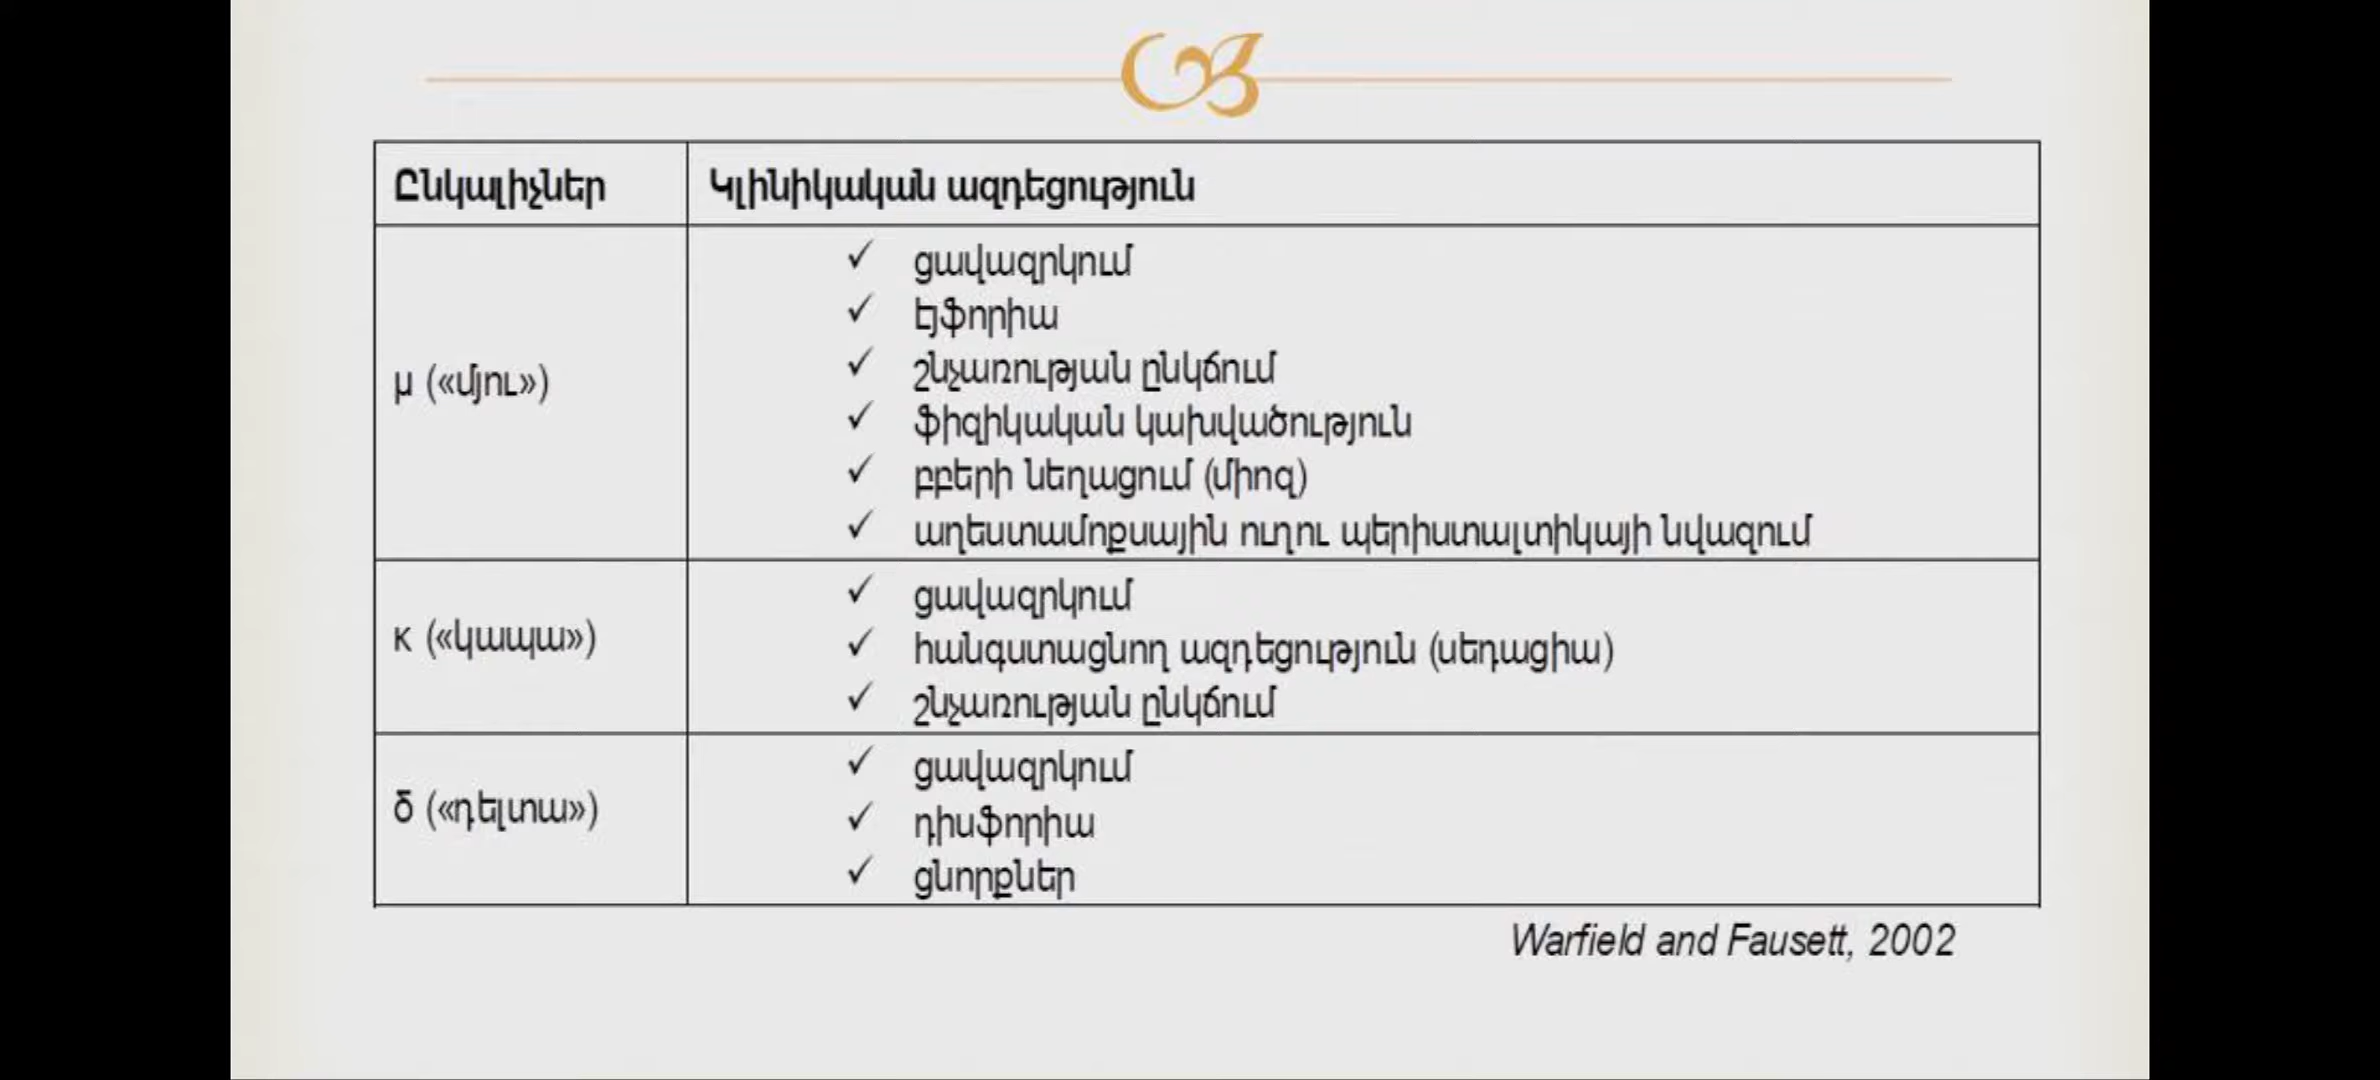 Ընկալիչներ
Կլինիկական ազդեցություն
μ («մյու»)
✓ ցավազրկում
✓ էյֆորիա
✓ շնչառության ընկճում
✓ ֆիզիկական կախվածություն
✓ բբերի նեղացում (միոզ)
✓ աղեստամոքսային ուղու պերիստալտիկայի նվազում
κ («կապա»)
✓ ցավազրկում
✓ հանգստացնող ազդեցություն (սեդացիա)
✓ շնչառության ընկճում
δ («դելտա»)
✓ ցավազրկում
✓ դիսֆորիա
✓ ցնորքներ
Warfield and Fausett, 2002